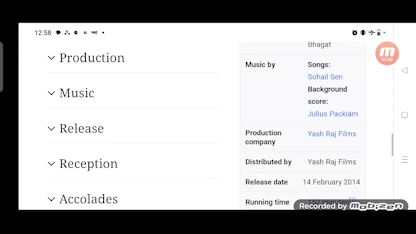 12:58
Production
Music
Release
Reception
Accolades
Bhagat
Music by
Songs:
Sohail Sen
Background
score:
Julius Packiam
Production
company
Yash Raj Films
Distributed by
Yash Raj Films
Release date
14 February 2014
Running time
Recorded by
MOBIZEN